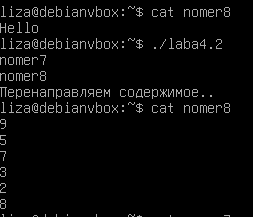 liza@debianvbox:~$ cat nomer8
Hello
liza@debianvbox:~$ ./laba4.2
nomer7
nomer8
Перенаправляем содержимое..
liza@debianvbox:~$ cat nomer8
9
5
7
3
2
8